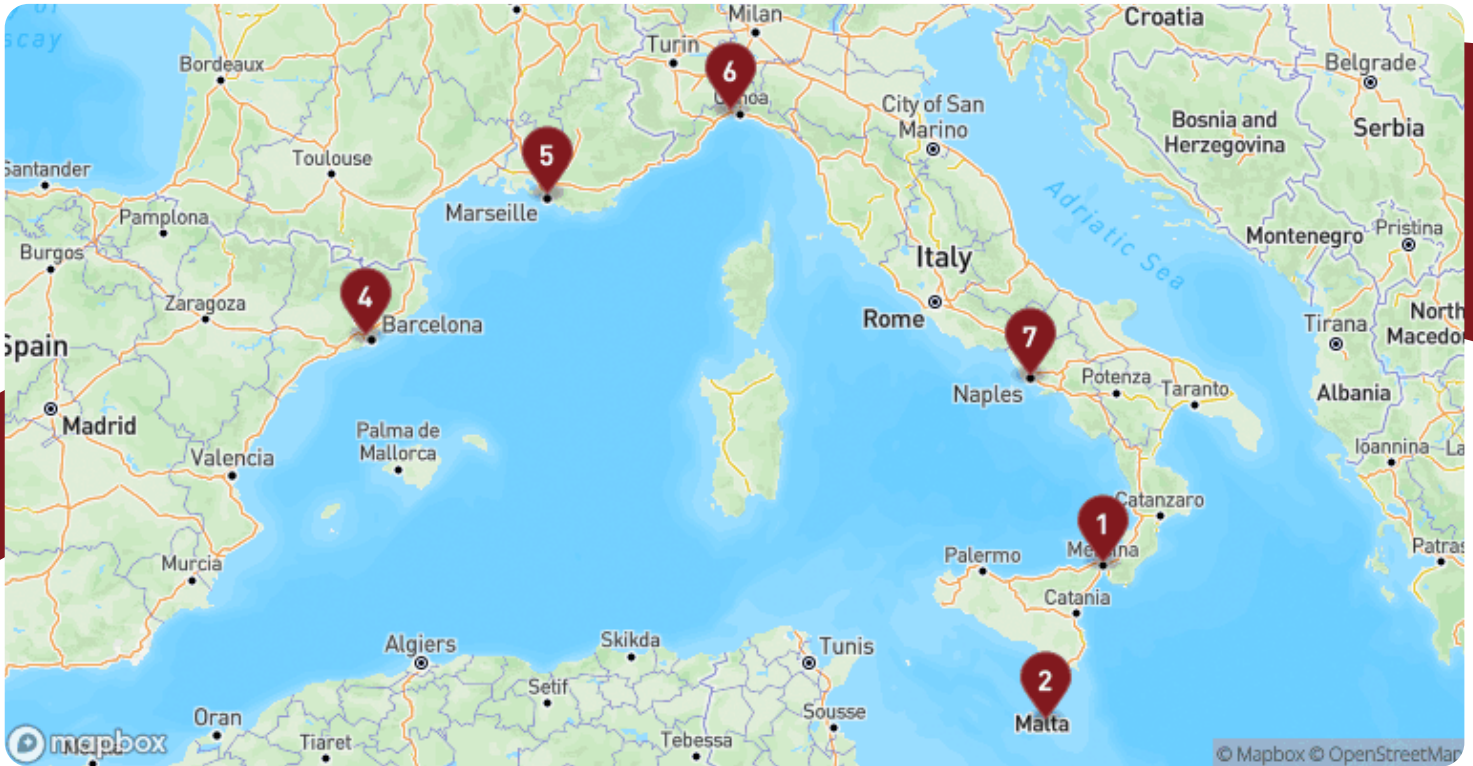 Milan
Croatia
scay
Turin
Bordeaux
Belgrade
6
City of San
Marino
Bosnia and
Herzegovina
Serbia
5
Toulouse
Santander
Marseille
Pamplona
Adriatic Sea
Montenegro
Pristina
Burgos
Italy
4
Zaragoza
Barcelona
Rome
North
Macedo
Tirana
Spain
7
Madrid
Naples
Potenza
Taranto
Albania
Palma de
Mallorca
Valencia
Ioannina
La
Catanzaro
1
Murcia
Palermo
Patras
Catania
Algiers
Skikda
Tunis
2
Setif
Malta
Oran
Sousse
Tiaret
Tebessa
mapbox
© Mapbox © OpenStreetMap